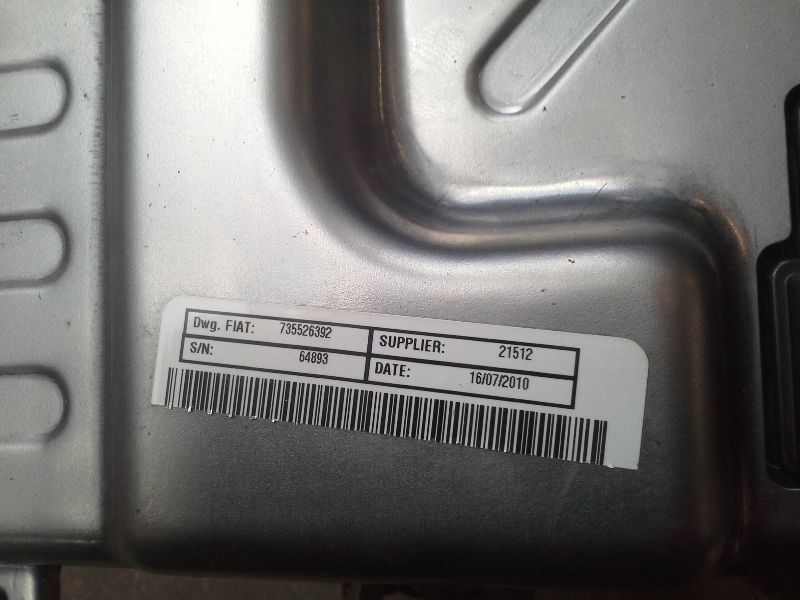 Dwg. FIAT: 735526392 SUPPLIER: 21512
S/N: 64893 DATE: 16/07/2010